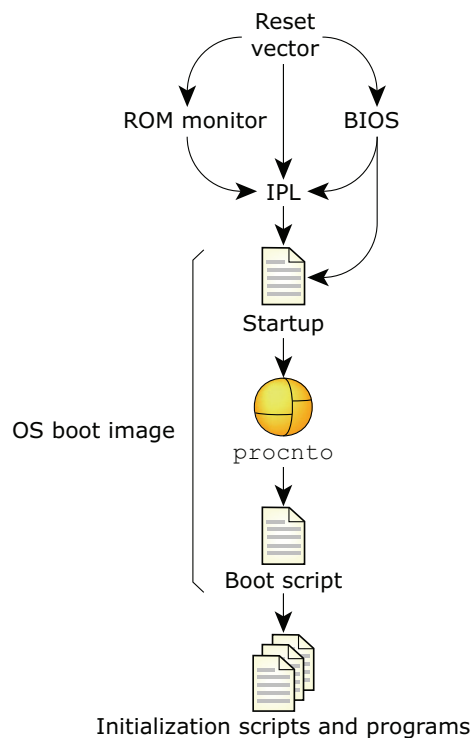 Reset
vector
ROM monitor
BIOS
IPL
Startup
OS boot image
procnto
Boot script
Initialization scripts and programs